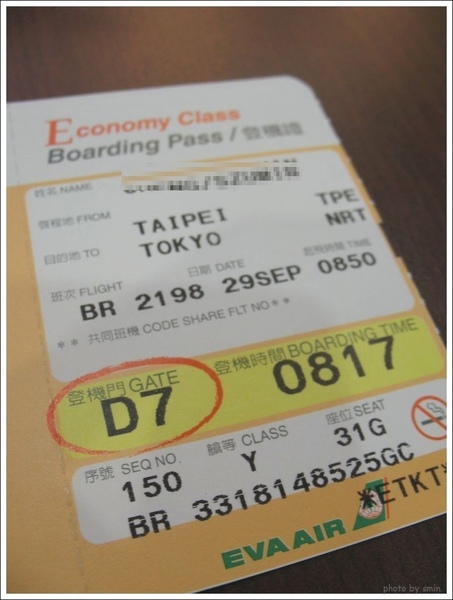 Economy Class
Boarding Pass / 登機證
姓名 NAME
啓程地 FROM TAIPEI TPE
目的地 TO TOKYO NRT
班次 FLIGHT 日期 DATE 起飛時間 TIME
BR 2198 29SEP 0850
** 共同班機 CODE SHARE FLT NO **
登機門 GATE 登機時間 BOARDING TIME
D7 0817
序號 SEQ NO. 艙等 CLASS 座位 SEAT
150 Y 31G
BR 3318148525GC *ETKT*
EVA AIR
photo by smin